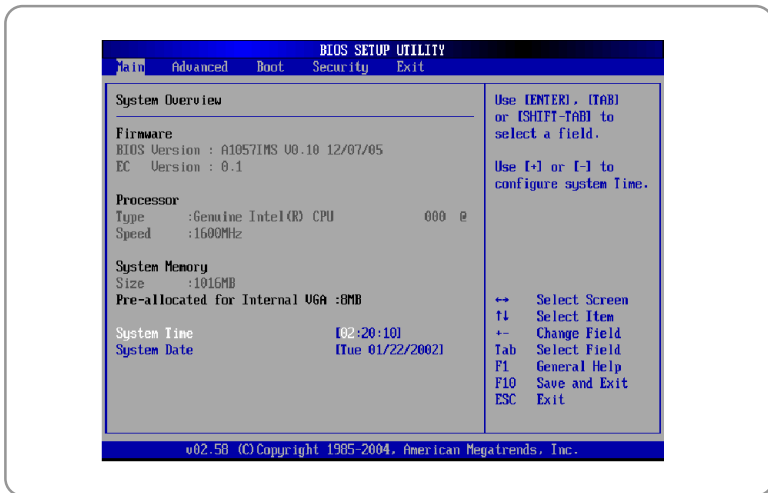 BIOS SETUP UTILITY
Main Advanced Boot Security Exit
System Overview
Firmware
BIOS Version : A1057IMS V0.10 12/07/05
EC Version : 0.1
Processor
Type :Genuine Intel(R) CPU 000 @
Speed :1600MHz
System Memory
Size :1016MB
Pre-allocated for Internal VGA :8MB
System Time [02:20:10]
System Date [Tue 01/22/2002]
Use [ENTER], [TAB]
or [SHIFT-TAB] to
select a field.
Use [+] or [-] to
configure system Time.
↔ Select Screen
↑↓ Select Item
+- Change Field
Tab Select Field
F1 General Help
F10 Save and Exit
ESC Exit
v02.58 (C)Copyright 1985-2004, American Megatrends, Inc.